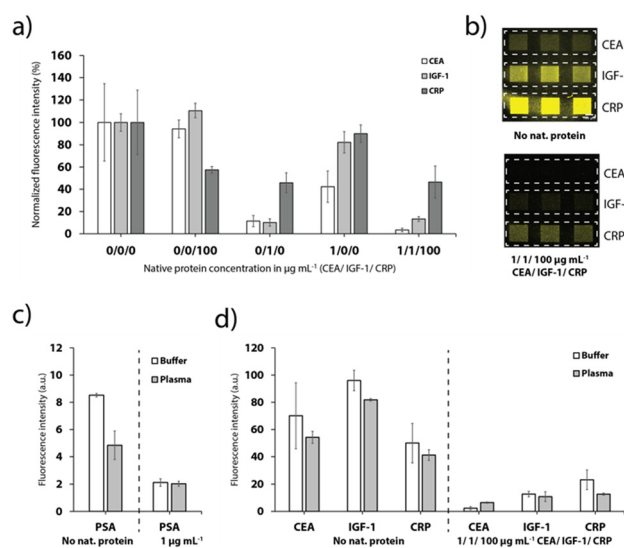 a)
Normalized fluorescence intensity (%)
160
140
120
100
80
60
40
20
0
CEA
IGF-1
CRP
0/0/0
0/0/100
0/1/0
1/0/0
1/1/100
Native protein concentration in µg mL⁻¹ (CEA/ IGF-1/ CRP)
b)
CEA
IGF-
CRP
No nat. protein
CEA
IGF-
CRP
1/ 1/ 100 µg mL⁻¹
CEA/ IGF-1/ CRP
c)
Fluorescence intensity (a.u.)
10
8
6
4
2
0
Buffer
Plasma
PSA
PSA
No nat. protein
1 µg mL⁻¹
d)
Fluorescence intensity (a.u.)
120
100
80
60
40
20
0
Buffer
Plasma
CEA
IGF-1
CRP
CEA
IGF-1
CRP
No nat. protein
1/ 1/ 100 µg mL⁻¹ CEA/ IGF-1/ CRP